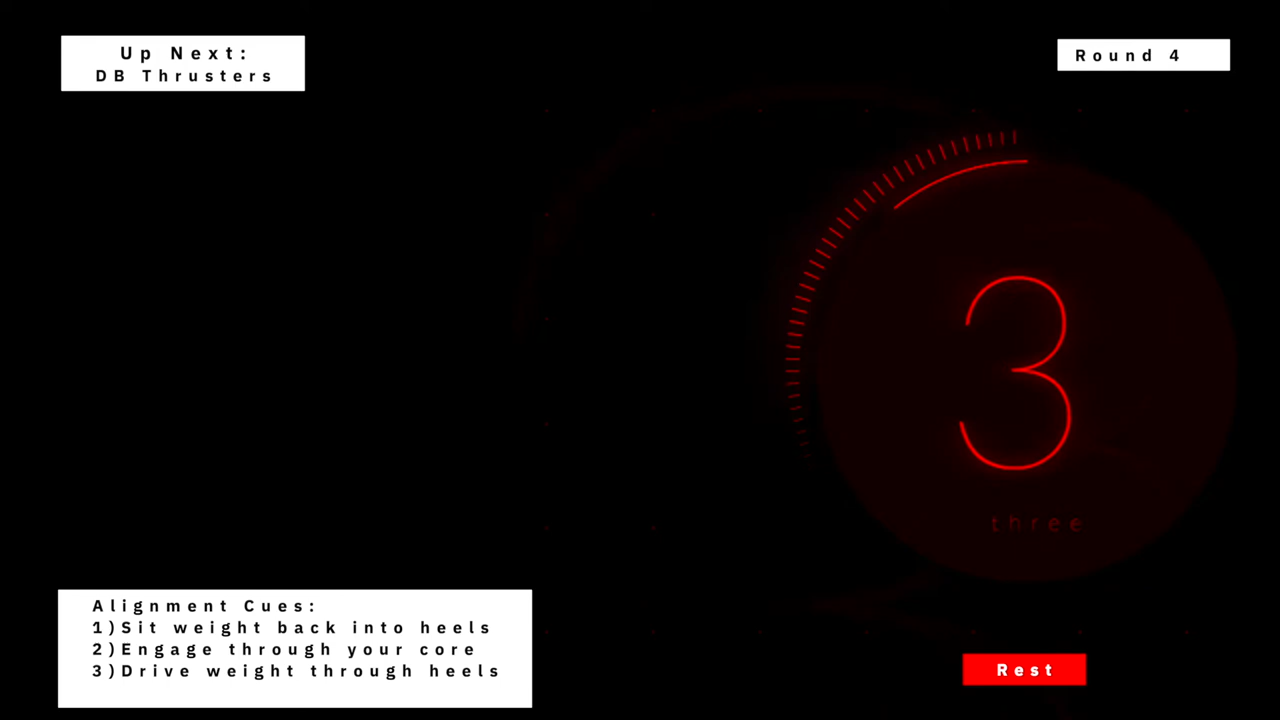 Up Next:
DB Thrusters
Round 4
3
three
Alignment Cues:
1)Sit weight back into heels
2)Engage through your core
3)Drive weight through heels
Rest